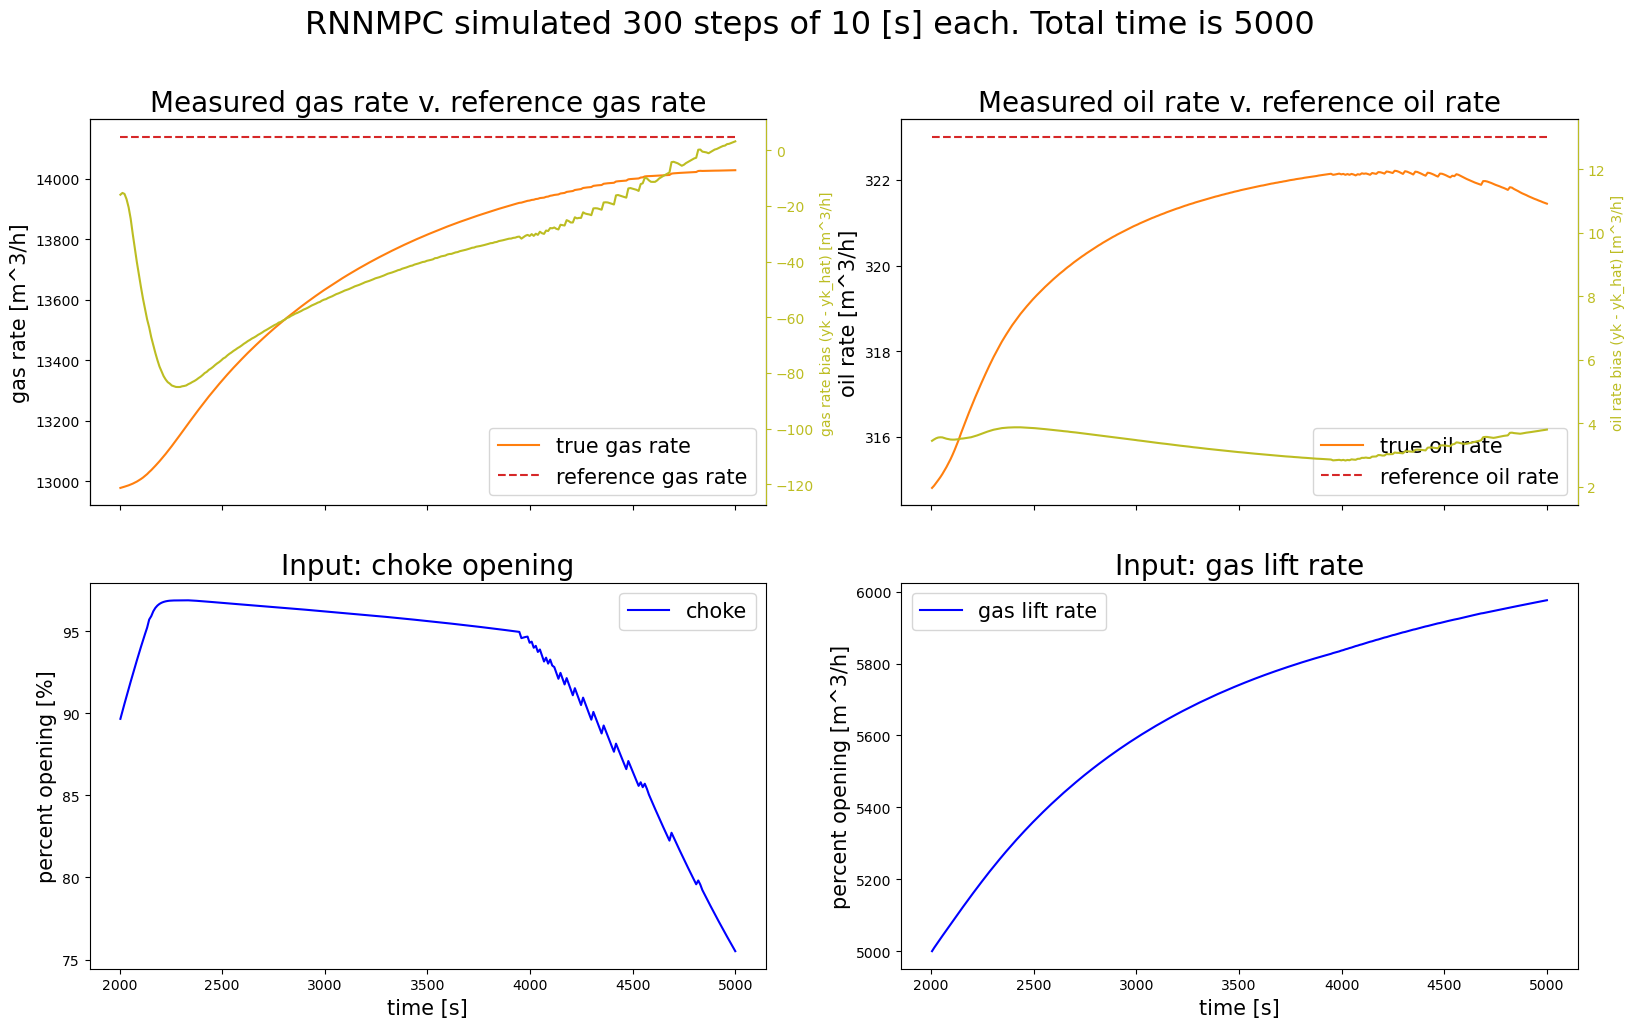 RNNMPC simulated 300 steps of 10 [s] each. Total time is 5000
Measured gas rate v. reference gas rate
gas rate [m^3/h]
14000
13800
13600
13400
13200
13000
0
−20
−40
−60
−80
−100
−120
gas rate bias (yk - yk_hat) [m^3/h]
true gas rate
reference gas rate
Measured oil rate v. reference oil rate
oil rate [m^3/h]
322
320
318
316
12
10
8
6
4
2
oil rate bias (yk - yk_hat) [m^3/h]
true oil rate
reference oil rate
Input: choke opening
percent opening [%]
95
90
85
80
75
choke
2000 2500 3000 3500 4000 4500 5000
time [s]
Input: gas lift rate
percent opening [m^3/h]
6000
5800
5600
5400
5200
5000
gas lift rate
2000 2500 3000 3500 4000 4500 5000
time [s]